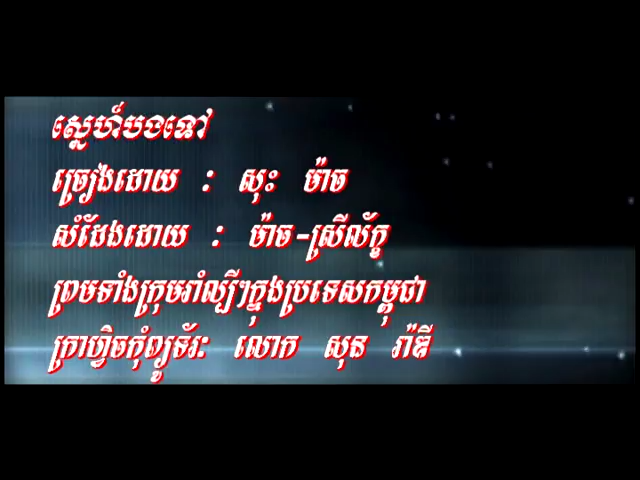 ស្នេហ៍បងទៅ
ច្រៀងដោយ : សុះ ម៉ាច
សំដែងដោយ : ម៉ាច-ស្រីល័ក្ខ
ព្រមទាំងក្រុមរាំល្បីៗក្នុងប្រទេសកម្ពុជា
ក្រាហ្វិចកុំព្យូទ័រ: លោក សុន រ៉ាឌី